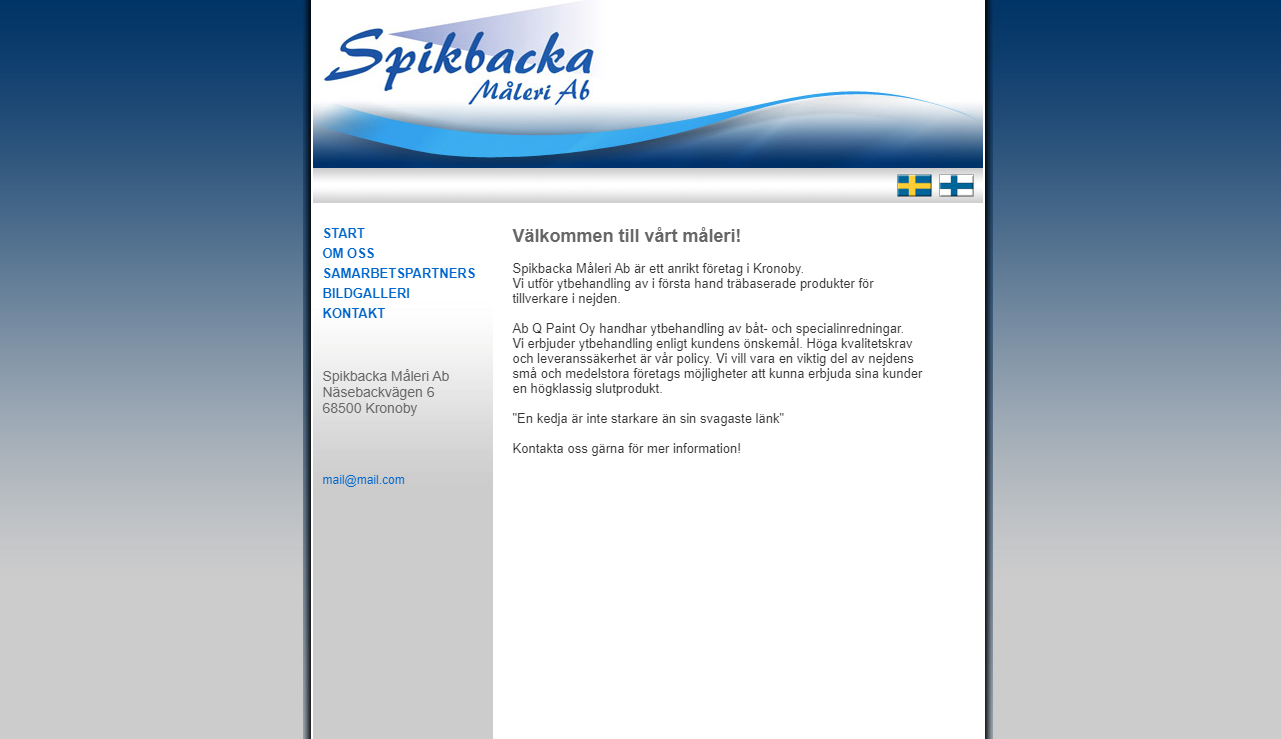 Spikbacka
Måleri Ab
START
OM OSS
SAMARBETSPARTNERS
BILDGALLERI
KONTAKT
Spikbacka Måleri Ab
Näsebackvägen 6
68500 Kronoby
mail@mail.com
Välkommen till vårt måleri!
Spikbacka Måleri Ab är ett anrikt företag i Kronoby.
Vi utför ytbehandling av i första hand träbaserade produkter för
tillverkare i nejden.
Ab Q Paint Oy handhar ytbehandling av båt- och specialinredningar.
Vi erbjuder ytbehandling enligt kundens önskemål. Höga kvalitetskrav
och leveranssäkerhet är vår policy. Vi vill vara en viktig del av nejdens
små och medelstora företags möjligheter att kunna erbjuda sina kunder
en högklassig slutprodukt.
"En kedja är inte starkare än sin svagaste länk"
Kontakta oss gärna för mer information!